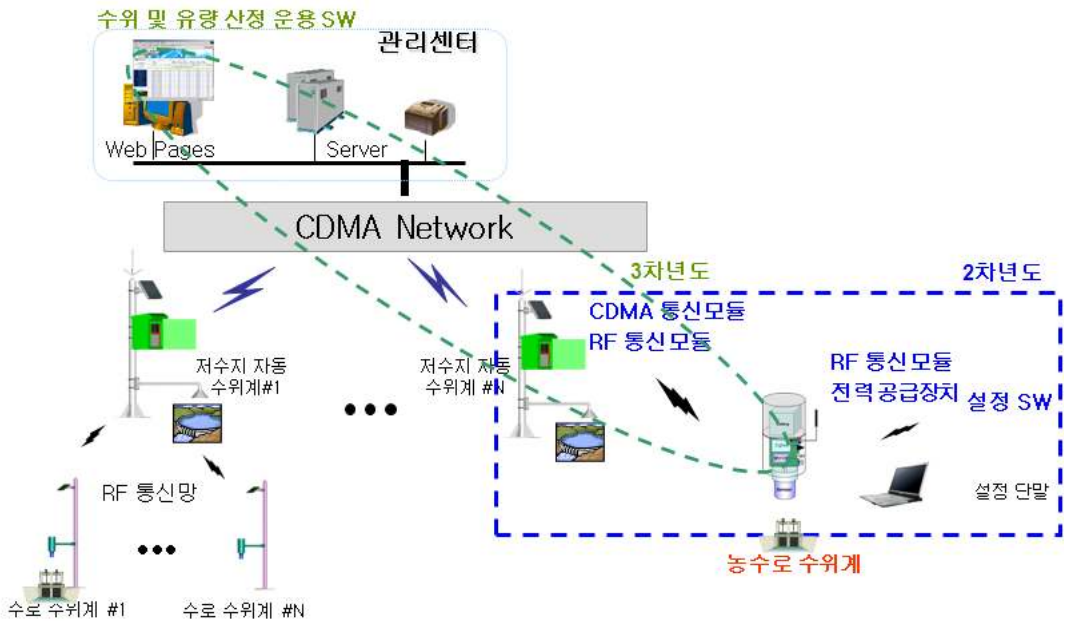 수위 및 유량 산정 운용 SW
관리센터
Web Pages
Server
CDMA Network
3차년도
2차년도
CDMA 통신모듈
RF 통신모듈
저수지 자동
수위계#1
저수지 자동
수위계 #N
RF 통신모듈
전력공급장치
설정 SW
RF 통신망
설정 단말
농수로 수위계
수로 수위계 #1
수로 수위계 #N